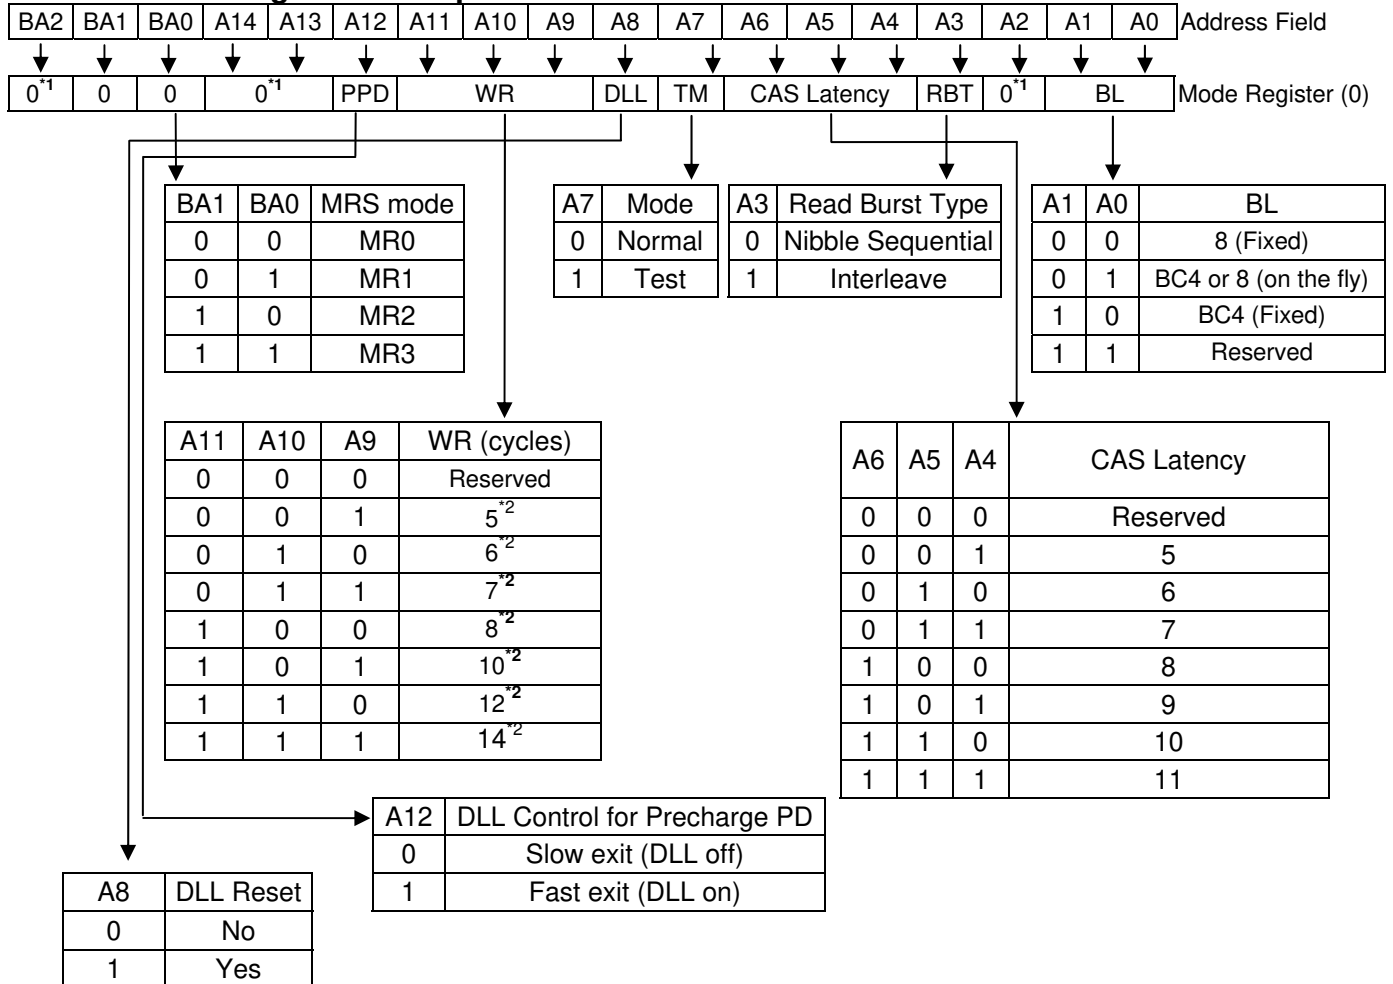 BA2 BA1 BA0 A14 A13 A12 A11 A10 A9 A8 A7 A6 A5 A4 A3 A2 A1 A0 Address Field
0*1 0 0 0*1 PPD WR DLL TM CAS Latency RBT 0*1 BL Mode Register (0)
BA1 BA0 MRS mode
0 0 MR0
0 1 MR1
1 0 MR2
1 1 MR3
A7 Mode
0 Normal
1 Test
A3 Read Burst Type
0 Nibble Sequential
1 Interleave
A1 A0 BL
0 0 8 (Fixed)
0 1 BC4 or 8 (on the fly)
1 0 BC4 (Fixed)
1 1 Reserved
A11 A10 A9 WR (cycles)
0 0 0 Reserved
0 0 1 5*2
0 1 0 6*2
0 1 1 7*2
1 0 0 8*2
1 0 1 10*2
1 1 0 12*2
1 1 1 14*2
A6 A5 A4 CAS Latency
0 0 0 Reserved
0 0 1 5
0 1 0 6
0 1 1 7
1 0 0 8
1 0 1 9
1 1 0 10
1 1 1 11
A12 DLL Control for Precharge PD
0 Slow exit (DLL off)
1 Fast exit (DLL on)
A8 DLL Reset
0 No
1 Yes